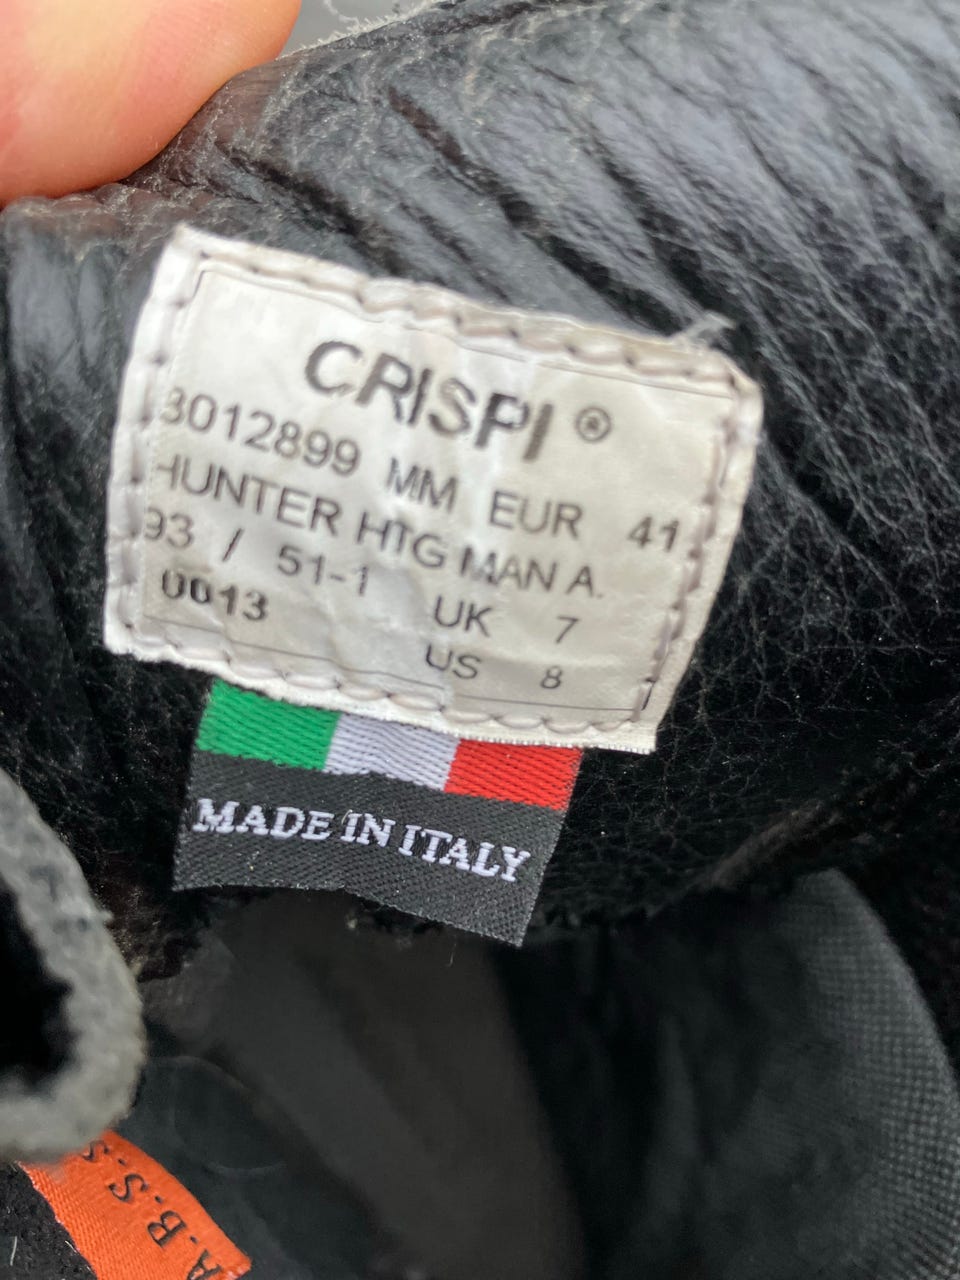 CRISPI ®
3012899 MM EUR 41
HUNTER HTG MAN A.
93 / 51-1 UK 7
0013 US 8
MADE IN ITALY
A.B.S.S